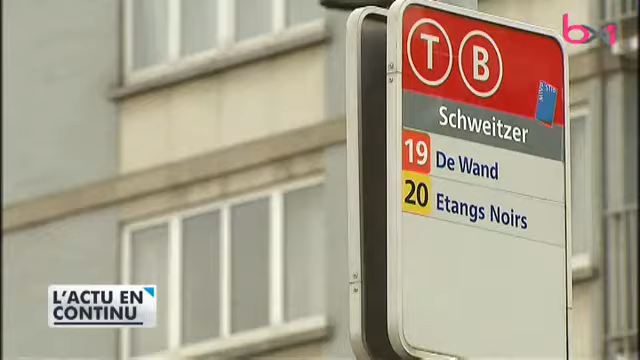 bx1
T B
Schweitzer
19 De Wand
20 Etangs Noirs
L'ACTU EN
CONTINU